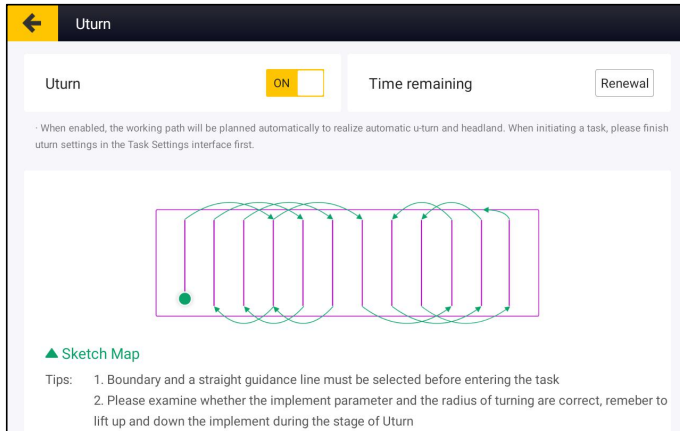 Uturn
Uturn
ON
Time remaining
Renewal
· When enabled, the working path will be planned automatically to realize automatic u-turn and headland. When initiating a task, please finish
uturn settings in the Task Settings interface first.
Sketch Map
Tips: 1. Boundary and a straight guidance line must be selected before entering the task
2. Please examine whether the implement parameter and the radius of turning are correct, remeber to
lift up and down the implement during the stage of Uturn